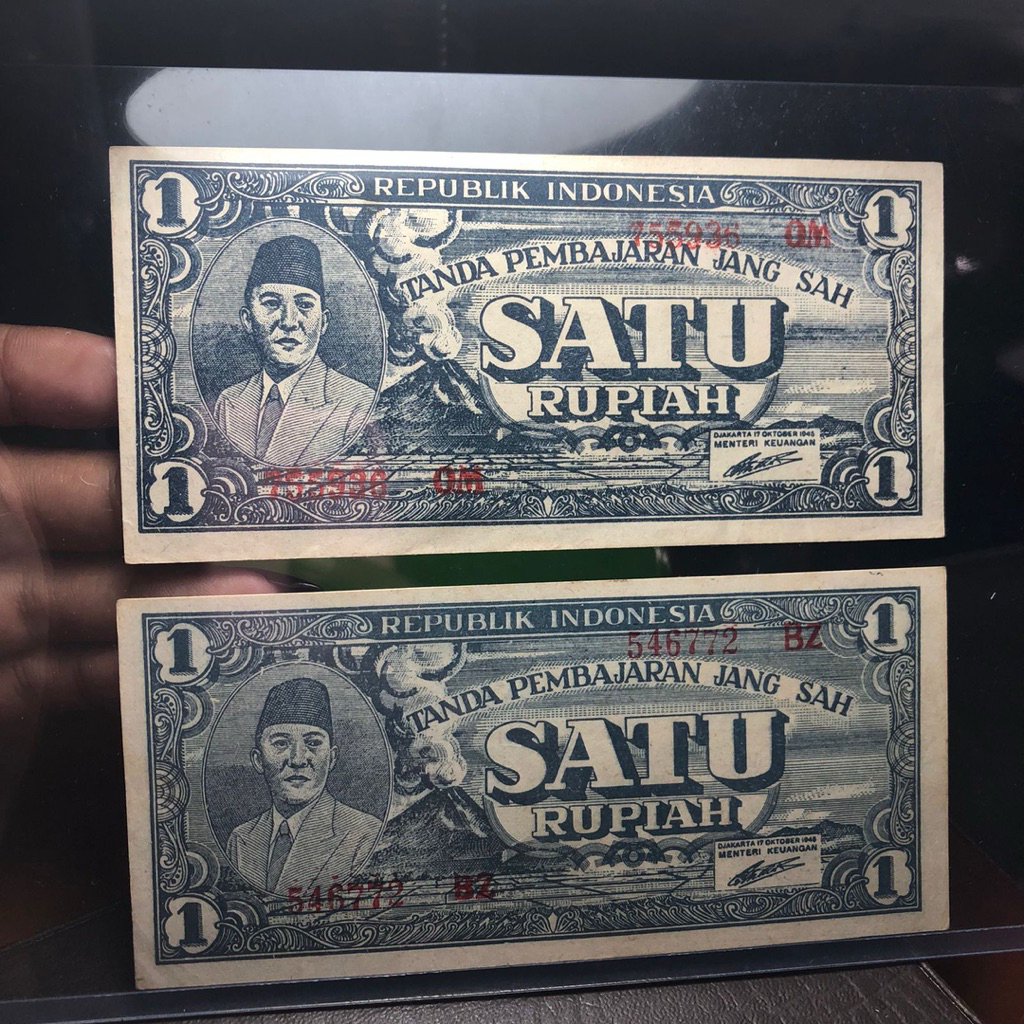 1 REPUBLIK INDONESIA 1
755936 OM
TANDA PEMBAJARAN JANG SAH
SATU
RUPIAH
DJAKARTA 17 OKTOBER 1945
MENTERI KEUANGAN
755936 OM
1 1
1 REPUBLIK INDONESIA 1
546772 BZ
TANDA PEMBAJARAN JANG SAH
SATU
RUPIAH
DJAKARTA 17 OKTOBER 1945
MENTERI KEUANGAN
546772 BZ
1 1